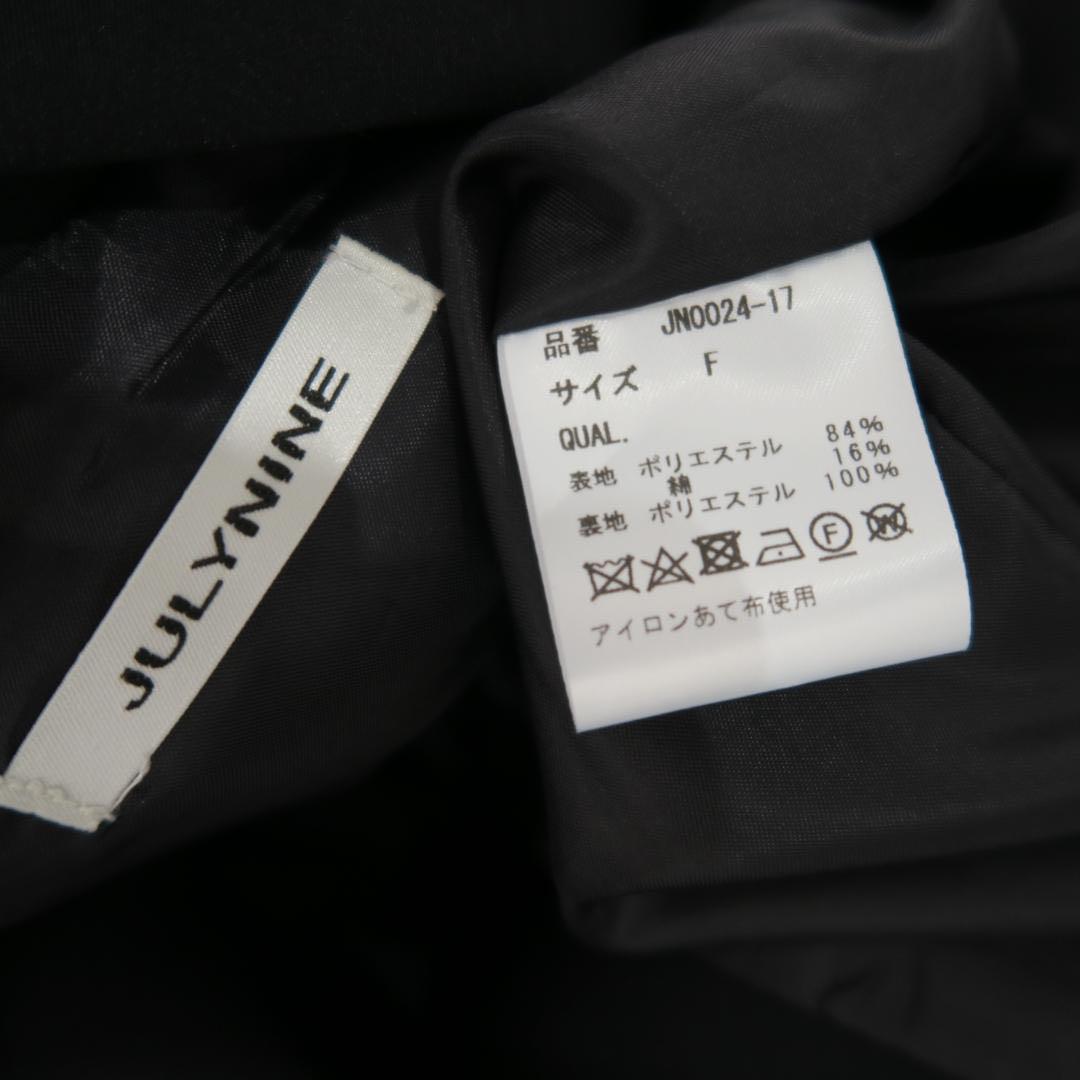 JULYNINE
品番 JN0024-17
サイズ F
QUAL.
表地 ポリエステル 84%
綿 16%
裏地 ポリエステル 100%
F W
アイロンあて布使用